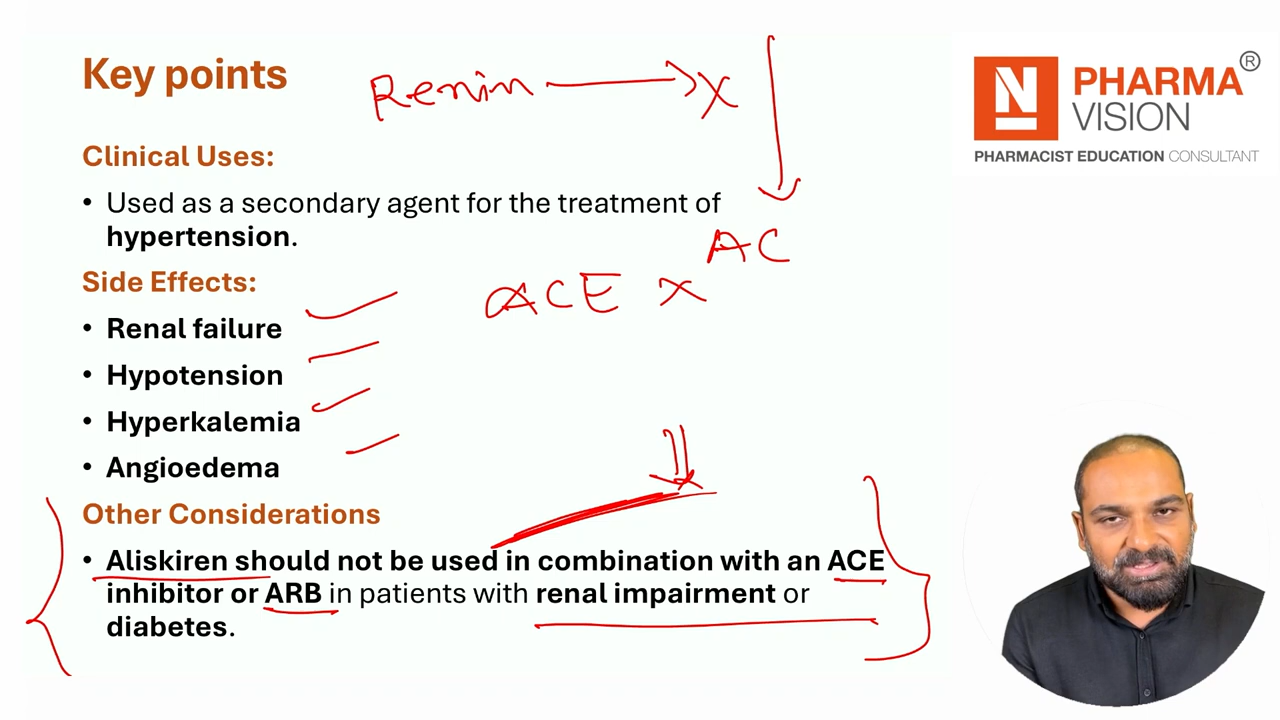 Key points
Renin → X
Clinical Uses:
• Used as a secondary agent for the treatment of
hypertension.
AC
Side Effects:
ACE X
• Renal failure
• Hypotension
• Hyperkalemia
• Angioedema
Other Considerations
• Aliskiren should not be used in combination with an ACE
inhibitor or ARB in patients with renal impairment or
diabetes.
N PHARMA®
VISION
PHARMACIST EDUCATION CONSULTANT